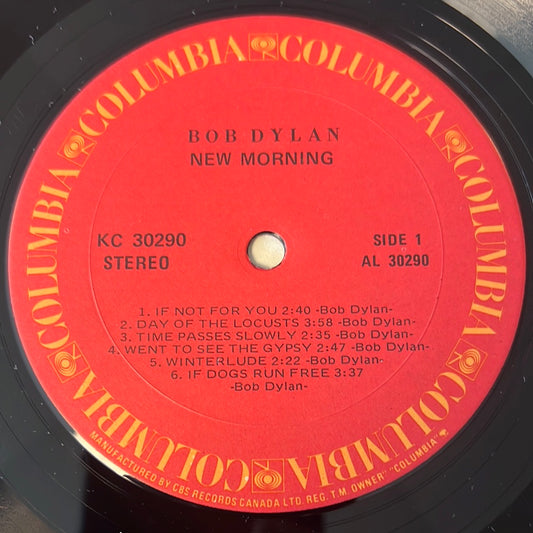 COLUMBIA COLUMBIA COLUMBIA COLUMBIA COLUMBIA COLUMBIA
BOB DYLAN
NEW MORNING
KC 30290 SIDE 1
STEREO AL 30290
1. IF NOT FOR YOU 2:40 -Bob Dylan-
2. DAY OF THE LOCUSTS 3:58 -Bob Dylan-
3. TIME PASSES SLOWLY 2:35 -Bob Dylan-
4. WENT TO SEE THE GYPSY 2:47 -Bob Dylan-
5. WINTERLUDE 2:22 -Bob Dylan-
6. IF DOGS RUN FREE 3:37
-Bob Dylan-
MANUFACTURED BY CBS RECORDS CANADA LTD. REG. T.M. OWNER "COLUMBIA"